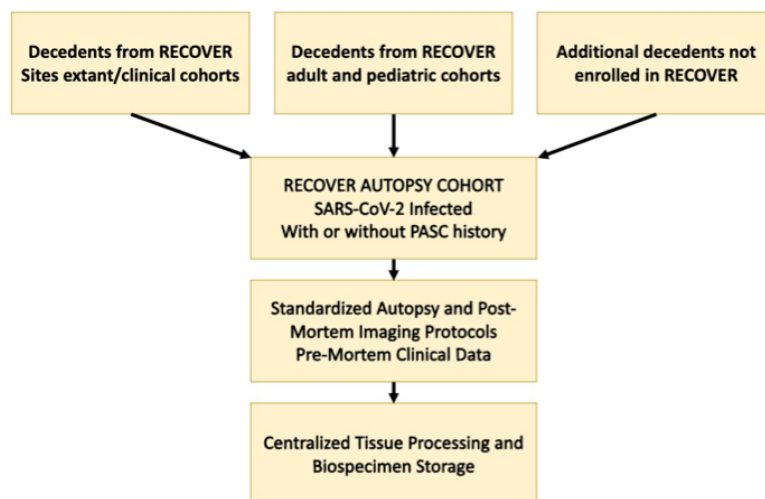 Decedents from RECOVER
Sites extant/clinical cohorts
Decedents from RECOVER
adult and pediatric cohorts
Additional decedents not
enrolled in RECOVER
RECOVER AUTOPSY COHORT
SARS-CoV-2 Infected
With or without PASC history
Standardized Autopsy and Post-
Mortem Imaging Protocols
Pre-Mortem Clinical Data
Centralized Tissue Processing and
Biospecimen Storage